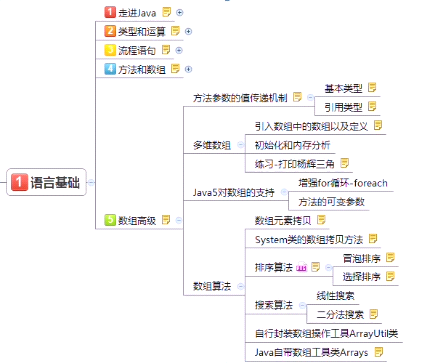 1 走进Java
2 类型和运算
3 流程语句
4 方法和数组
1 语言基础
5 数组高级
方法参数的值传递机制
基本类型
引用类型
多维数组
引入数组中的数组以及定义
初始化和内存分析
练习-打印杨辉三角
Java5对数组的支持
增强for循环-foreach
方法的可变参数
数组算法
数组元素拷贝
System类的数组拷贝方法
排序算法
冒泡排序
选择排序
搜索算法
线性搜索
二分法搜索
自行封装数组操作工具ArrayUtil类
Java自带数组工具类Arrays